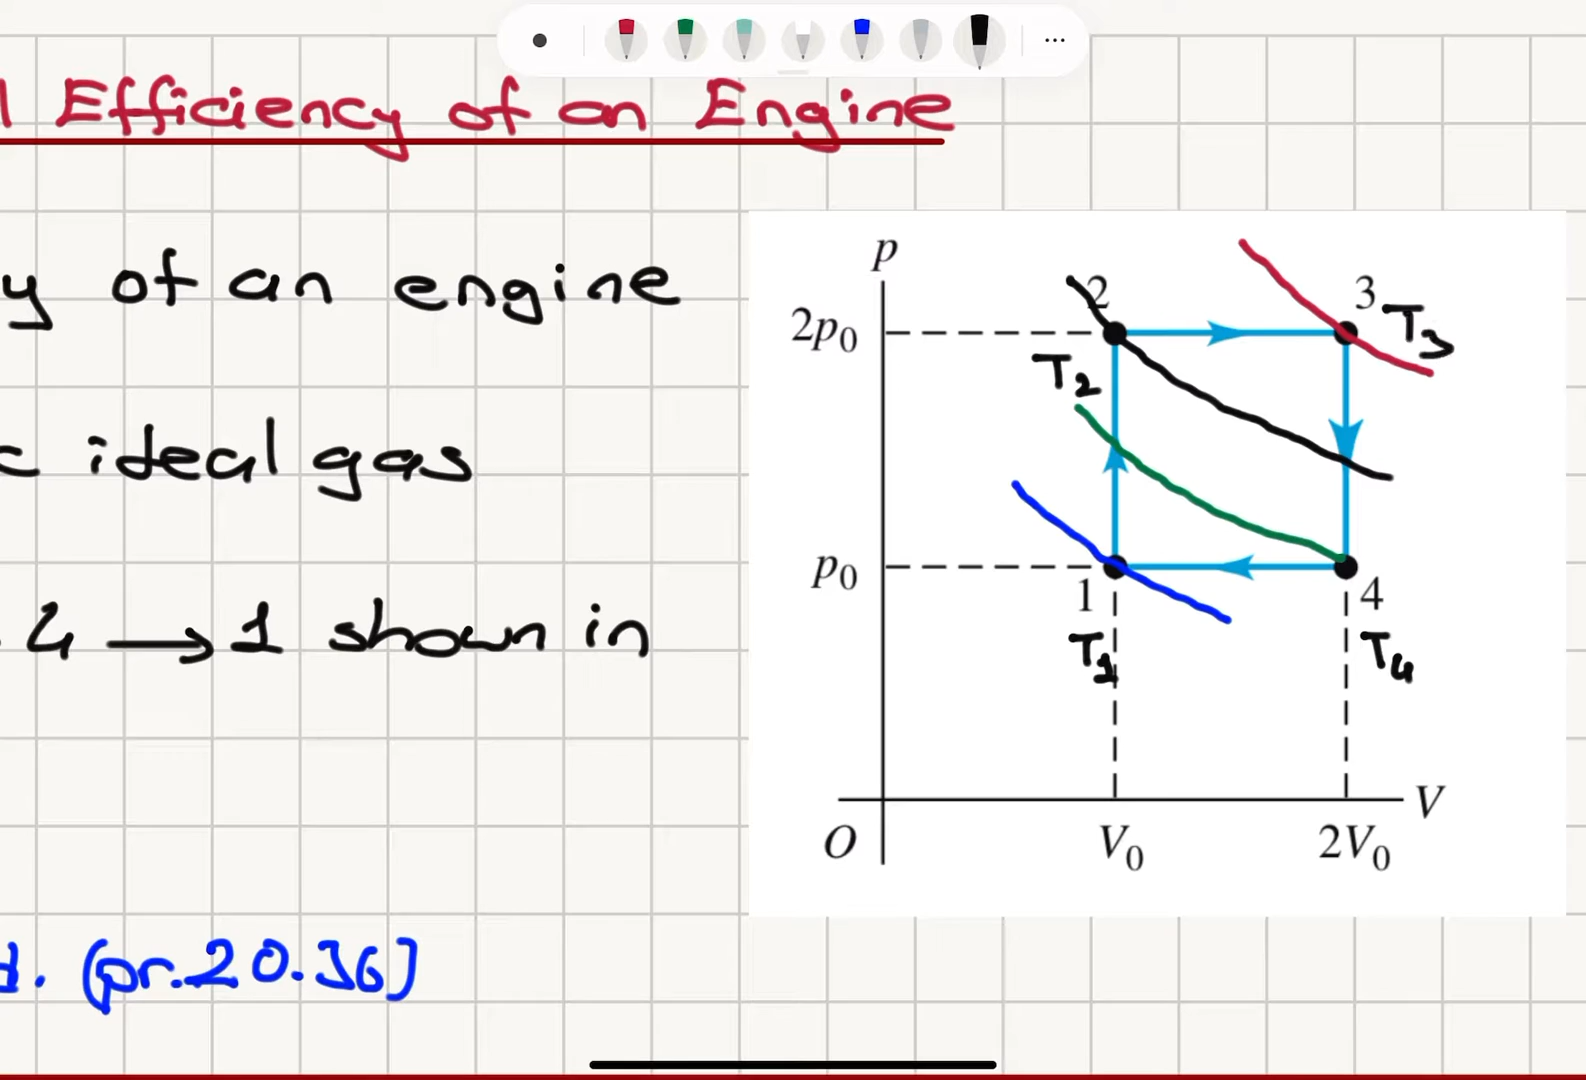 Efficiency of an Engine
y of an engine
c ideal gas
4 → 1 shown in
d. (pr.20.36)
p
2
3
T3
2p0
T2
p0
1
4
T1
T4
V
O
V0
2V0